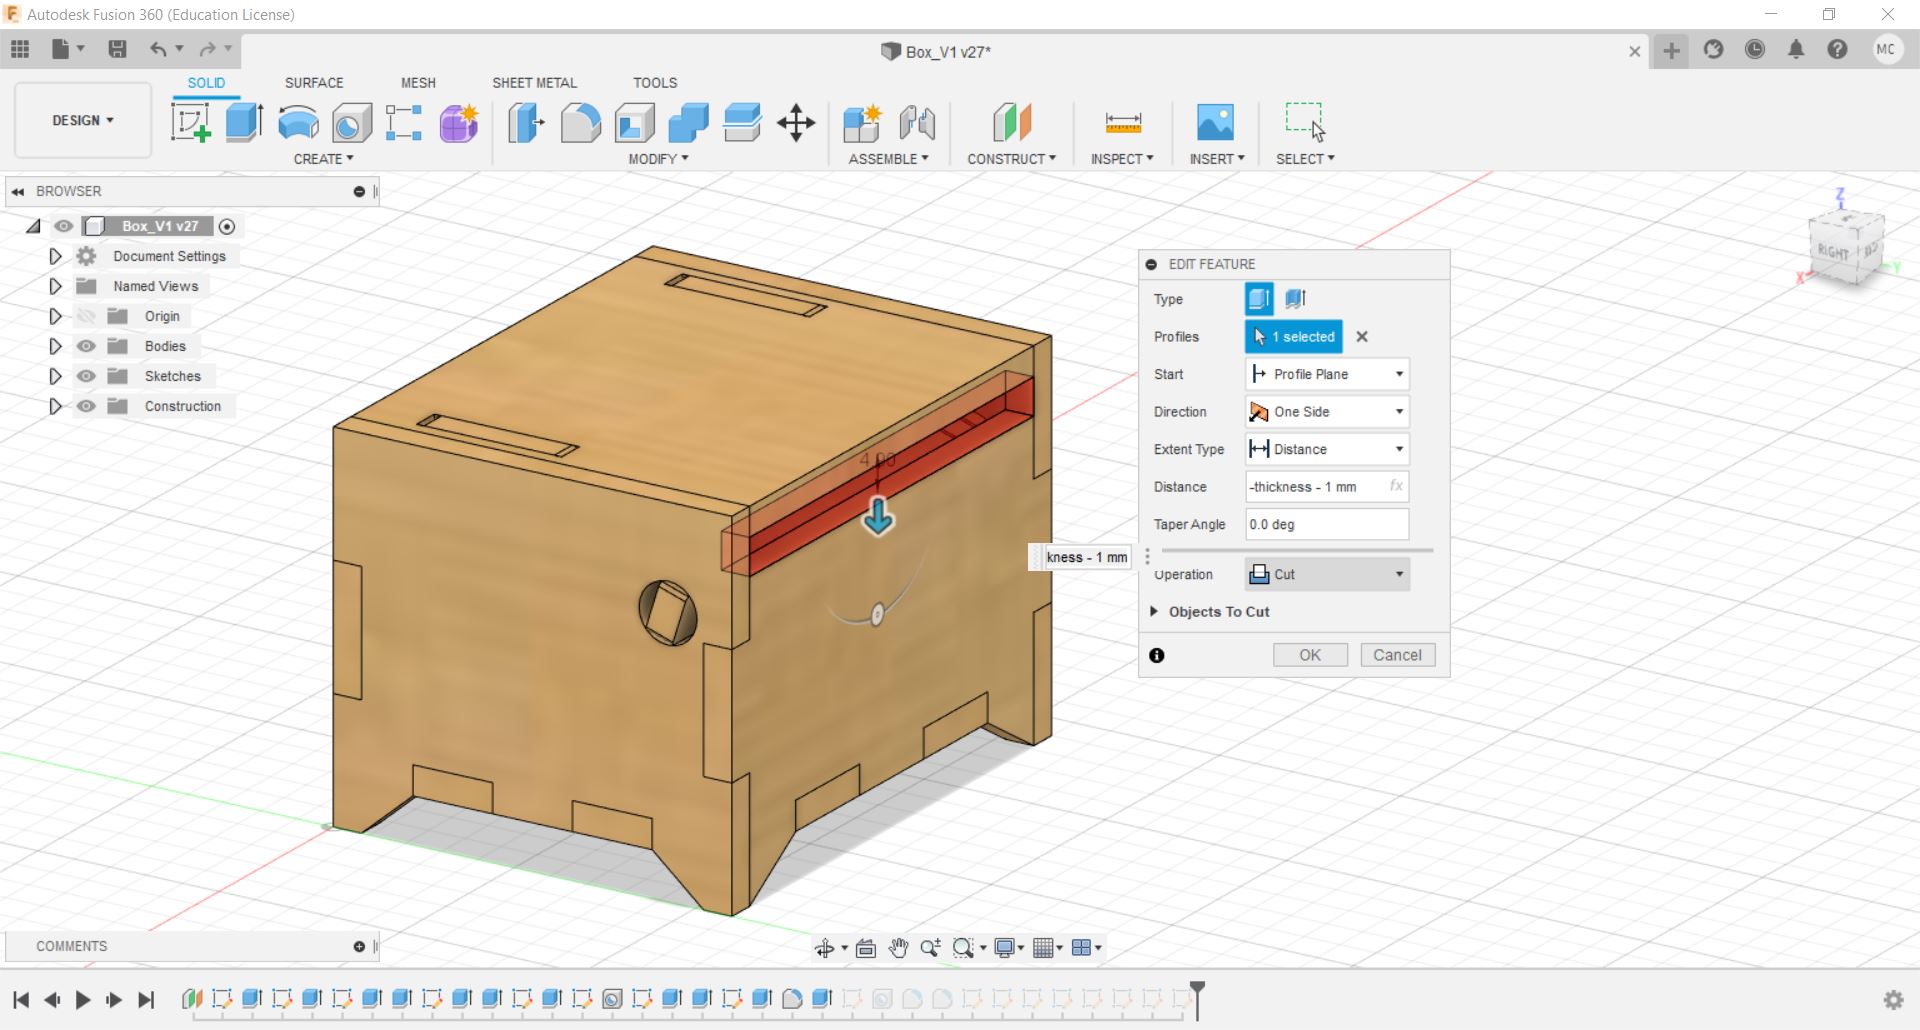 Autodesk Fusion 360 (Education License)
Box_V1 v27*
MC
SOLID SURFACE MESH SHEET METAL TOOLS
DESIGN
CREATE MODIFY ASSEMBLE CONSTRUCT INSPECT INSERT SELECT
BROWSER
Box_V1 v27
Document Settings
Named Views
Origin
Bodies
Sketches
Construction
Z
RIGHT
X
Y
EDIT FEATURE
Type
Profiles 1 selected
Start Profile Plane
Direction One Side
Extent Type Distance
Distance -thickness - 1 mm fx
Taper Angle 0.0 deg
4.00
kness - 1 mm
Operation Cut
Objects To Cut
OK Cancel
COMMENTS